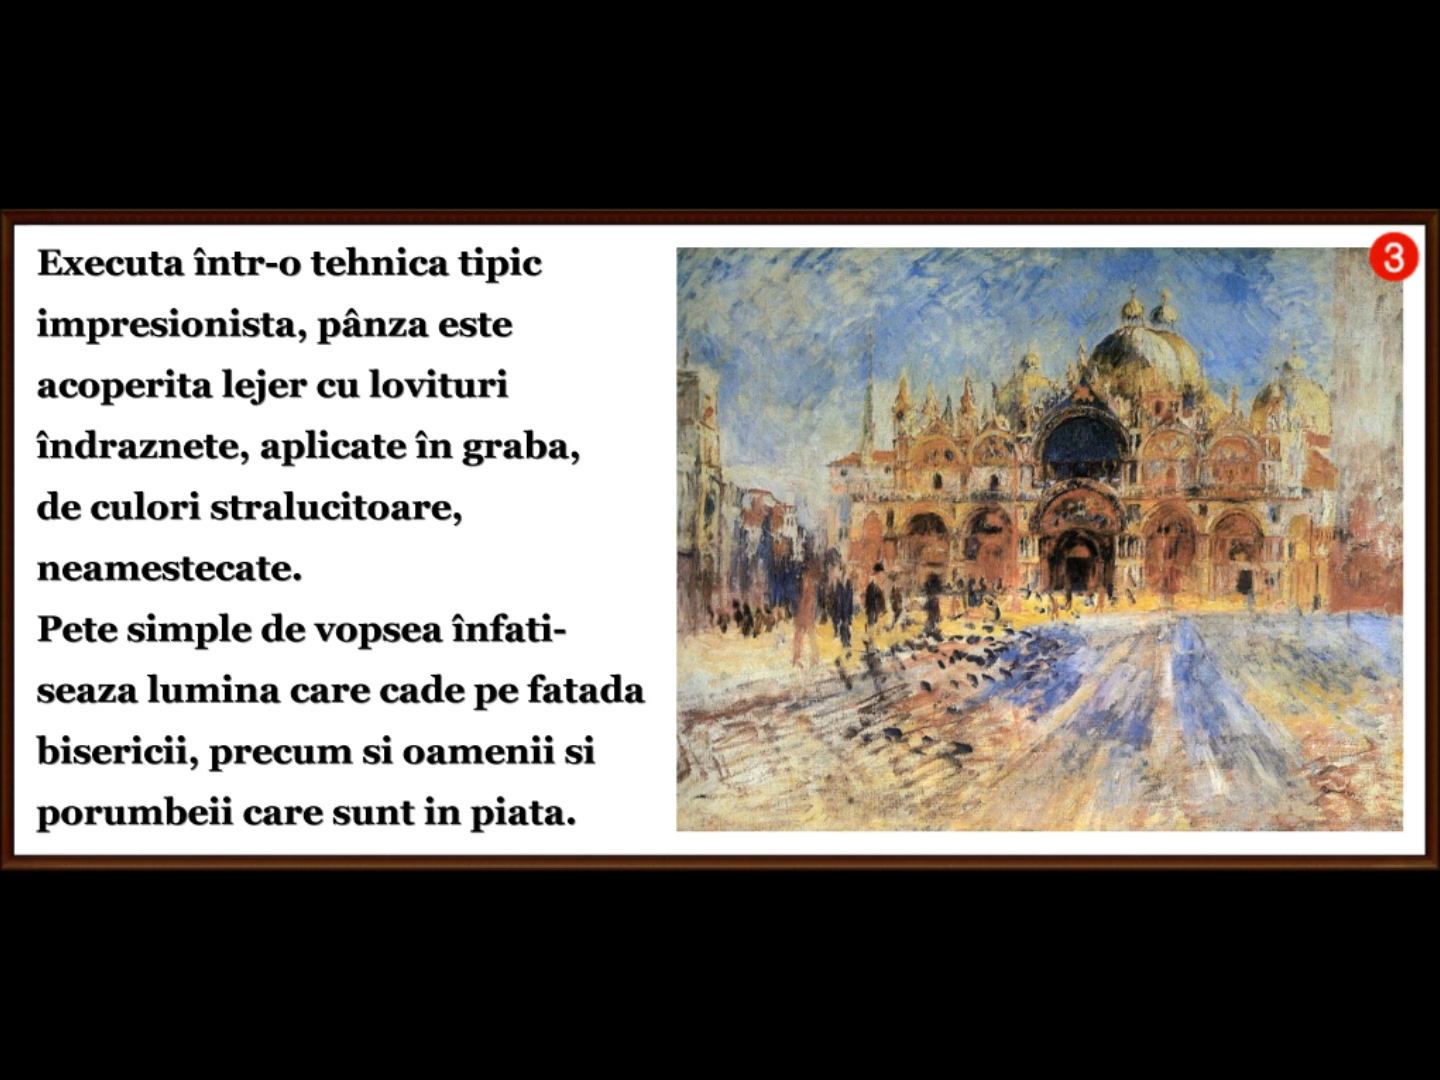 Executa într-o tehnica tipic
impresionista, pânza este
acoperita lejer cu lovituri
îndraznete, aplicate în graba,
de culori stralucitoare,
neamestecate.
Pete simple de vopsea înfati-
seaza lumina care cade pe fatada
bisericii, precum si oamenii si
porumbeii care sunt in piata.
3